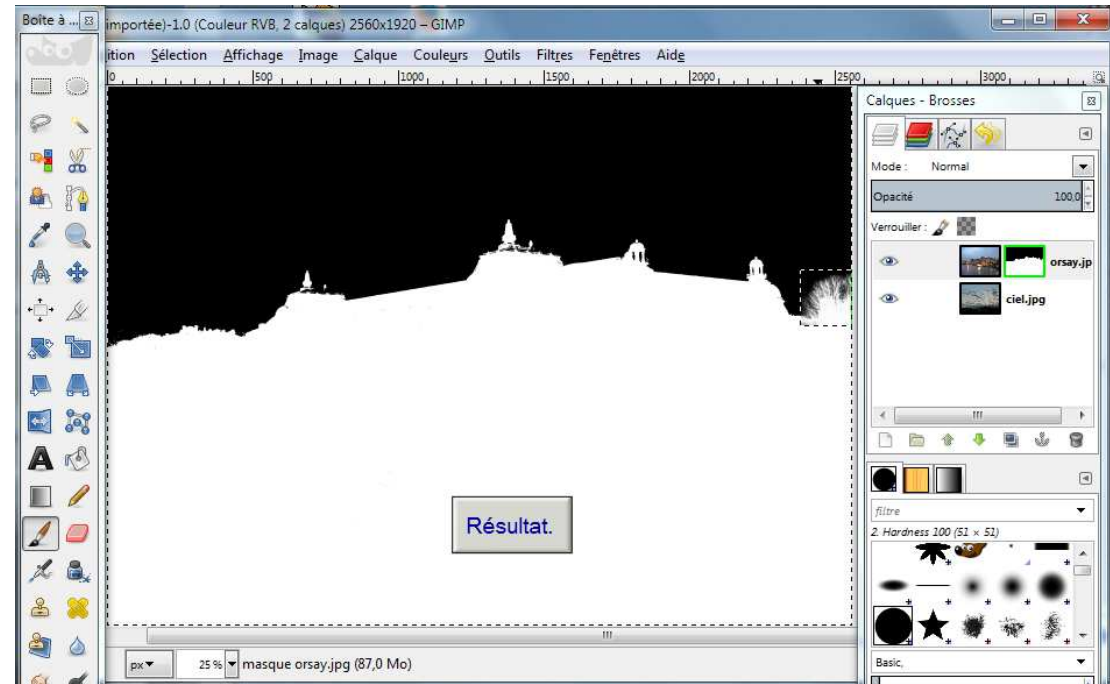 Boîte à ...
importée)-1.0 (Couleur RVB, 2 calques) 2560x1920 – GIMP
ition Sélection Affichage Image Calque Couleurs Outils Filtres Fenêtres Aide
0 500 1000 1500 2000 2500 3000
Calques - Brosses
Mode : Normal
Opacité 100,0
Verrouiller :
orsay.jp
ciel.jpg
filtre
2. Hardness 100 (51 × 51)
Résultat.
Basic,
px 25 % masque orsay.jpg (87,0 Mo)